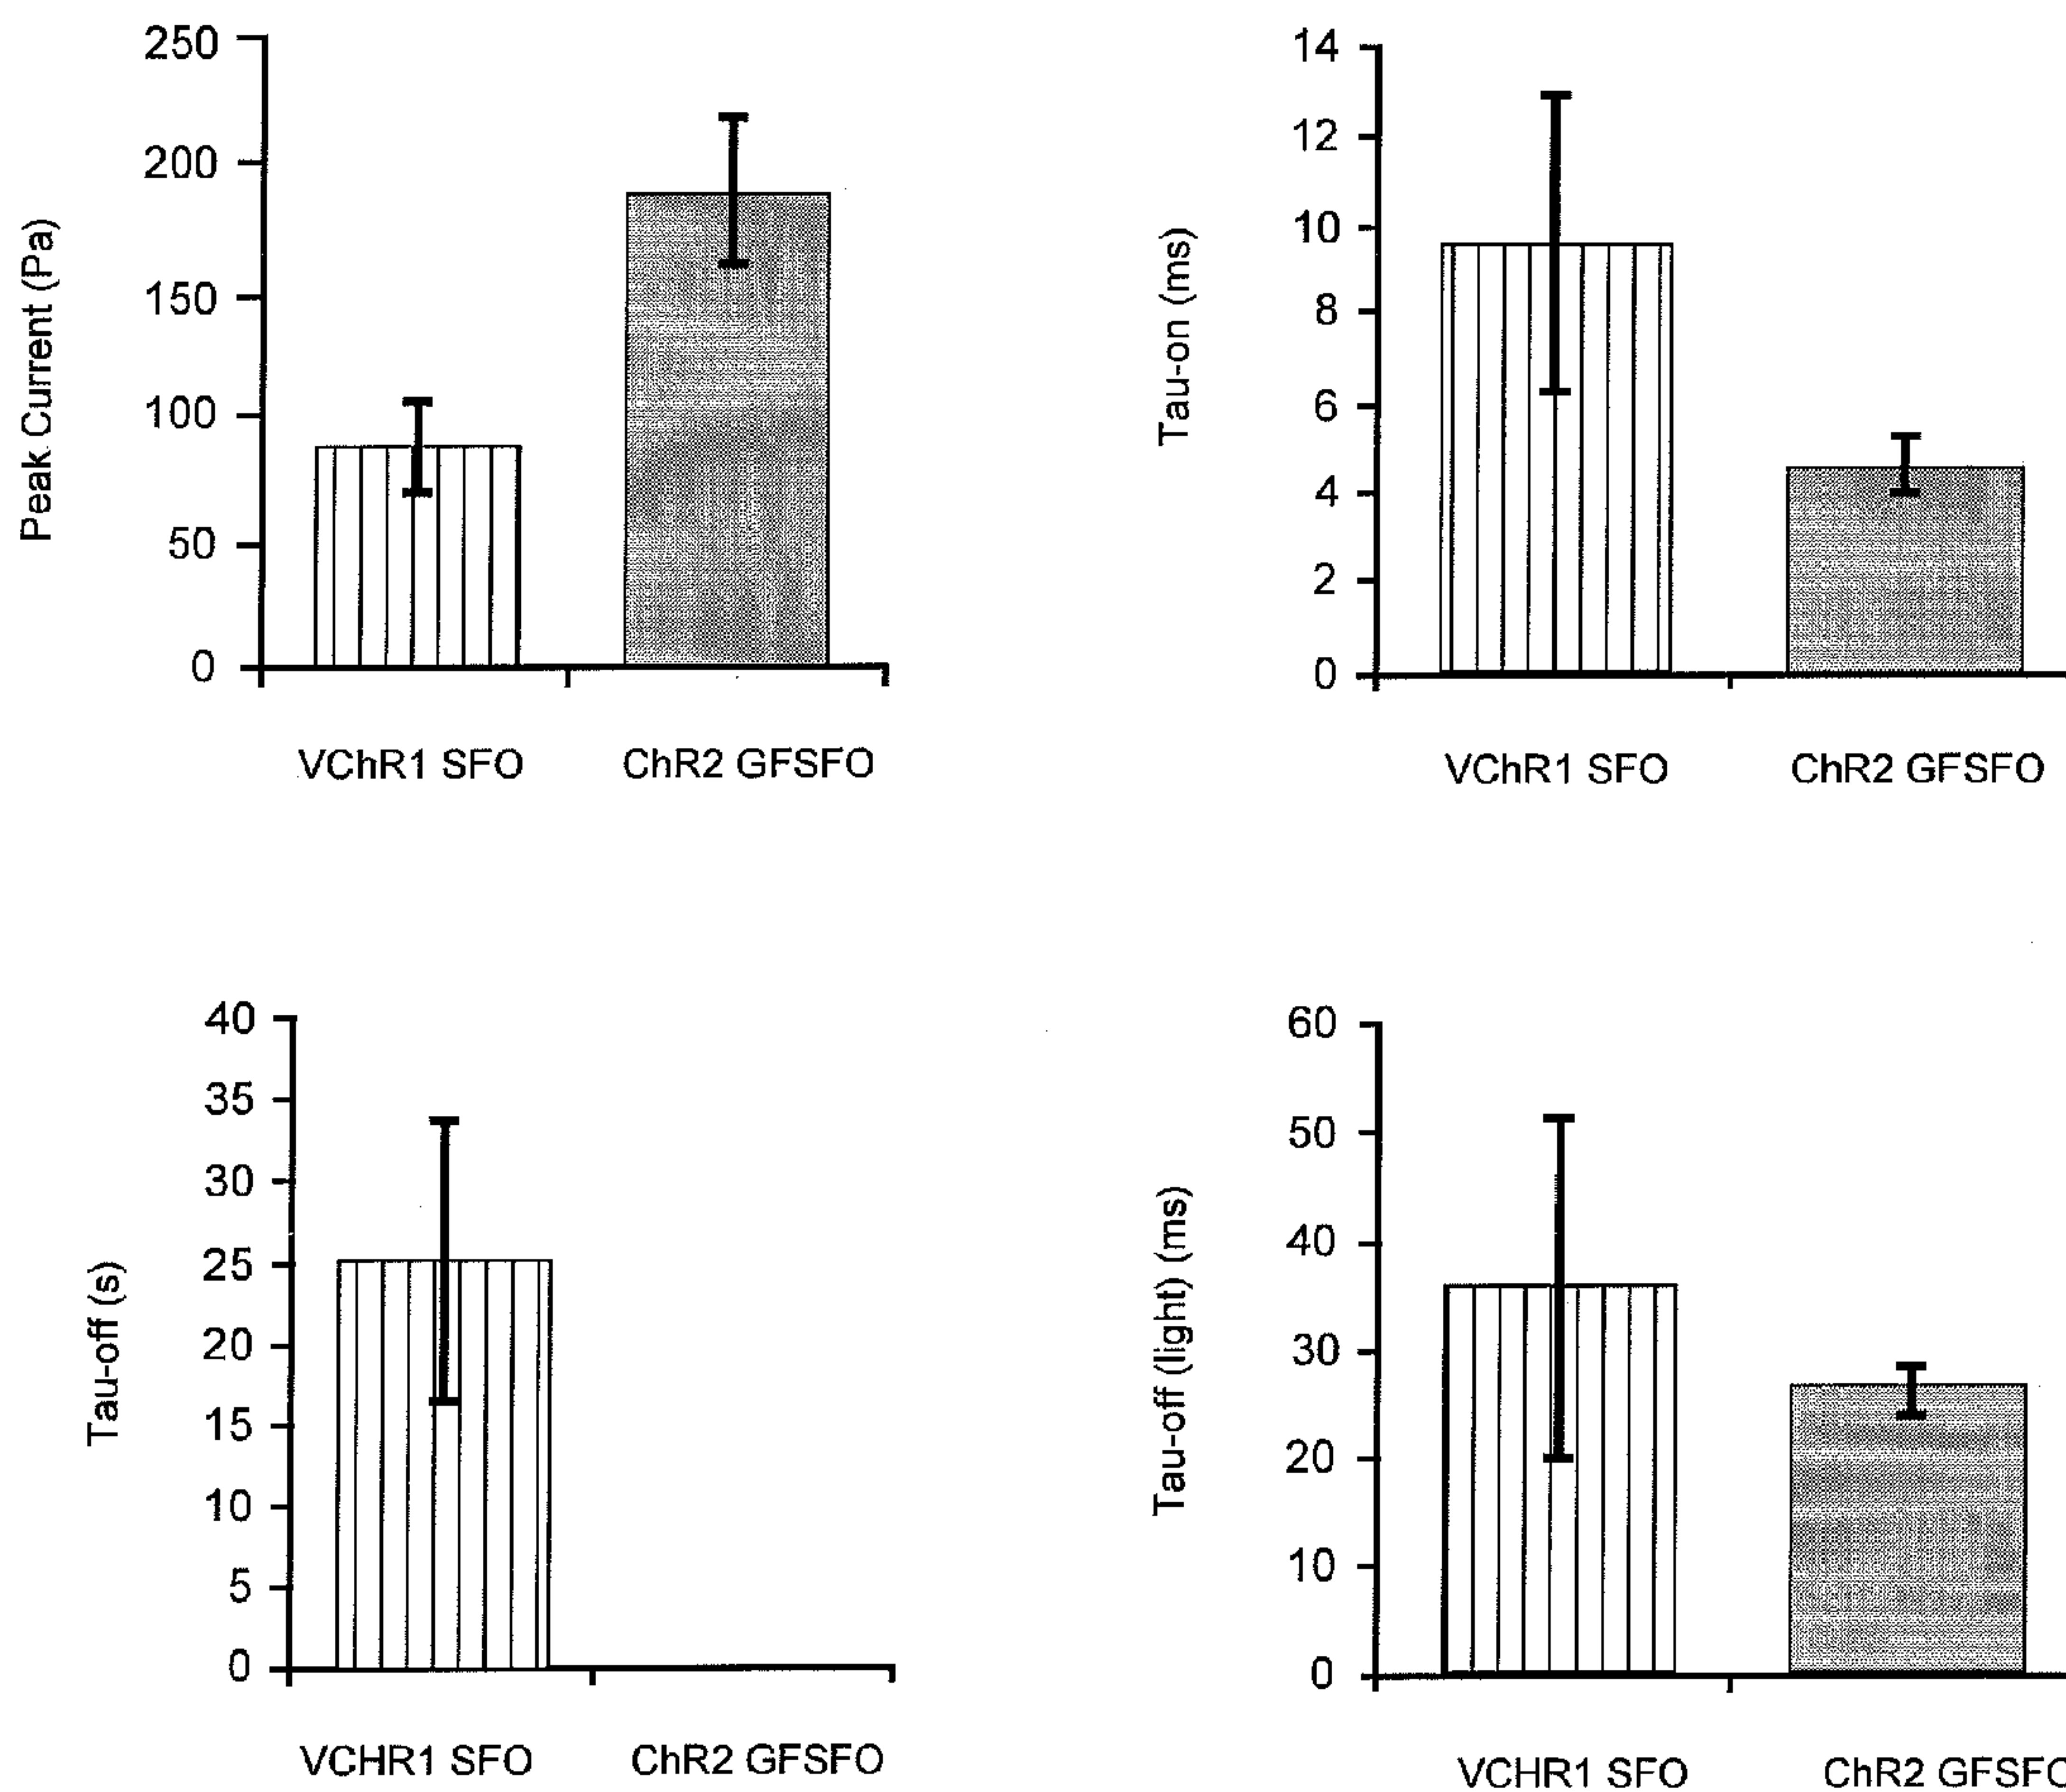 Peak Current (Pa)
250
200
150
100
50
0
VChR1 SFO
ChR2 GFSFO
Tau-on (ms)
14
12
10
8
6
4
2
0
VChR1 SFO
ChR2 GFSFO
Tau-off (s)
40
35
30
25
20
15
10
5
0
VCHR1 SFO
ChR2 GFSFO
Tau-off (light) (ms)
60
50
40
30
20
10
0
VCHR1 SFO
ChR2 GFSFO